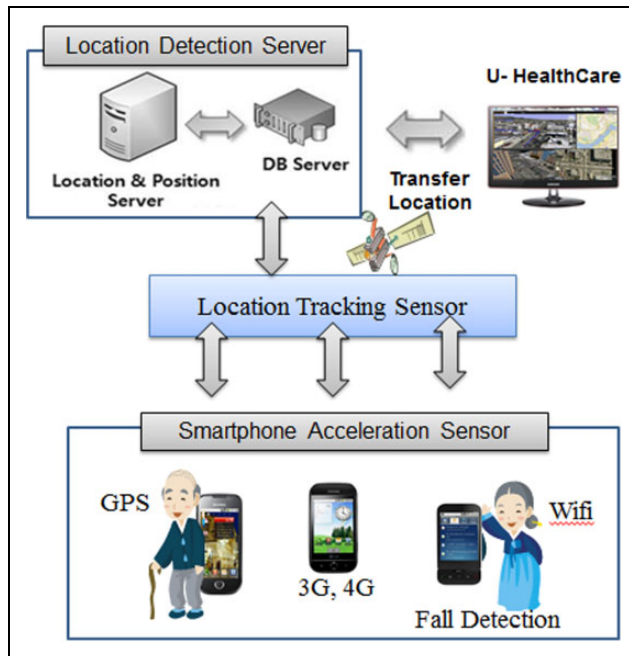 Location Detection Server
U- HealthCare
DB Server
Location & Position
Server
Transfer
Location
Location Tracking Sensor
Smartphone Acceleration Sensor
GPS
Wifi
3G, 4G
Fall Detection